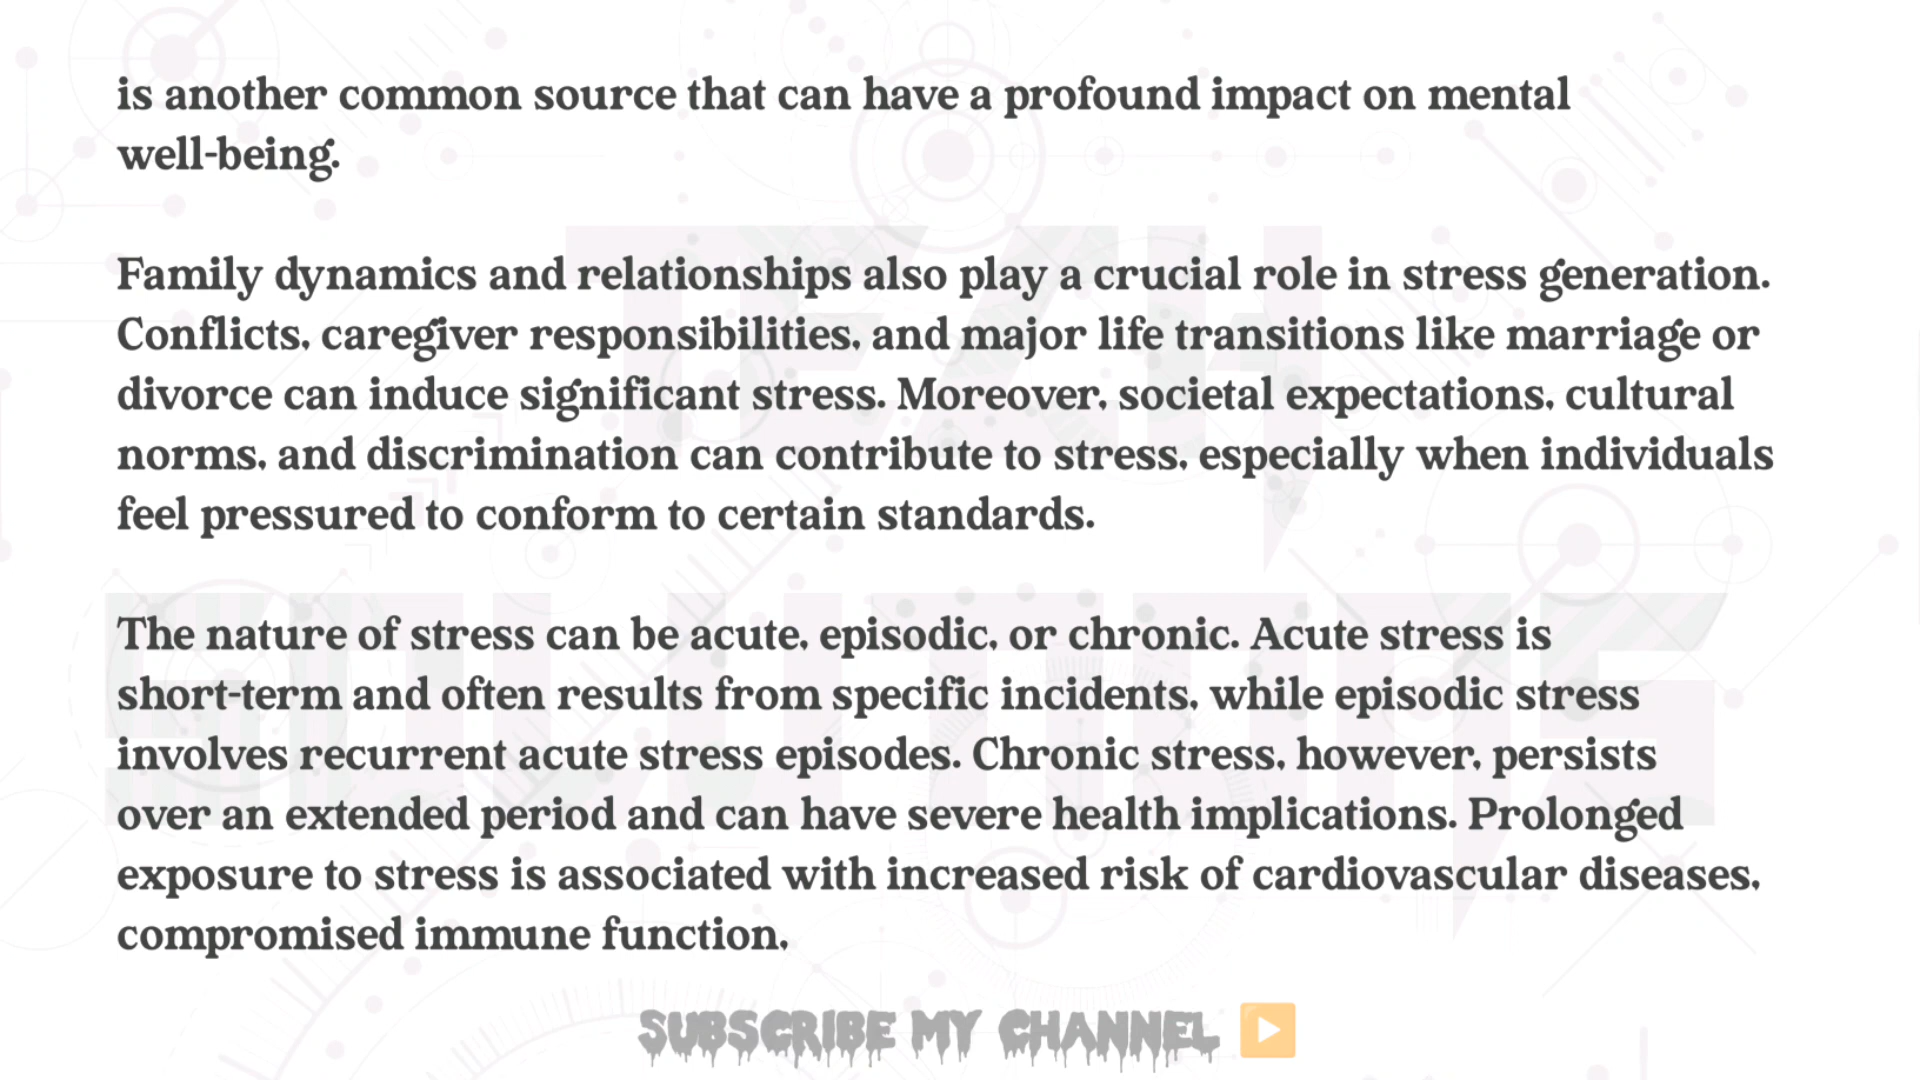 is another common source that can have a profound impact on mental
well-being.
Family dynamics and relationships also play a crucial role in stress generation.
Conflicts, caregiver responsibilities, and major life transitions like marriage or
divorce can induce significant stress. Moreover, societal expectations, cultural
norms, and discrimination can contribute to stress, especially when individuals
feel pressured to conform to certain standards.
The nature of stress can be acute, episodic, or chronic. Acute stress is
short-term and often results from specific incidents, while episodic stress
involves recurrent acute stress episodes. Chronic stress, however, persists
over an extended period and can have severe health implications. Prolonged
exposure to stress is associated with increased risk of cardiovascular diseases,
compromised immune function,
SUBSCRIBE MY CHANNEL